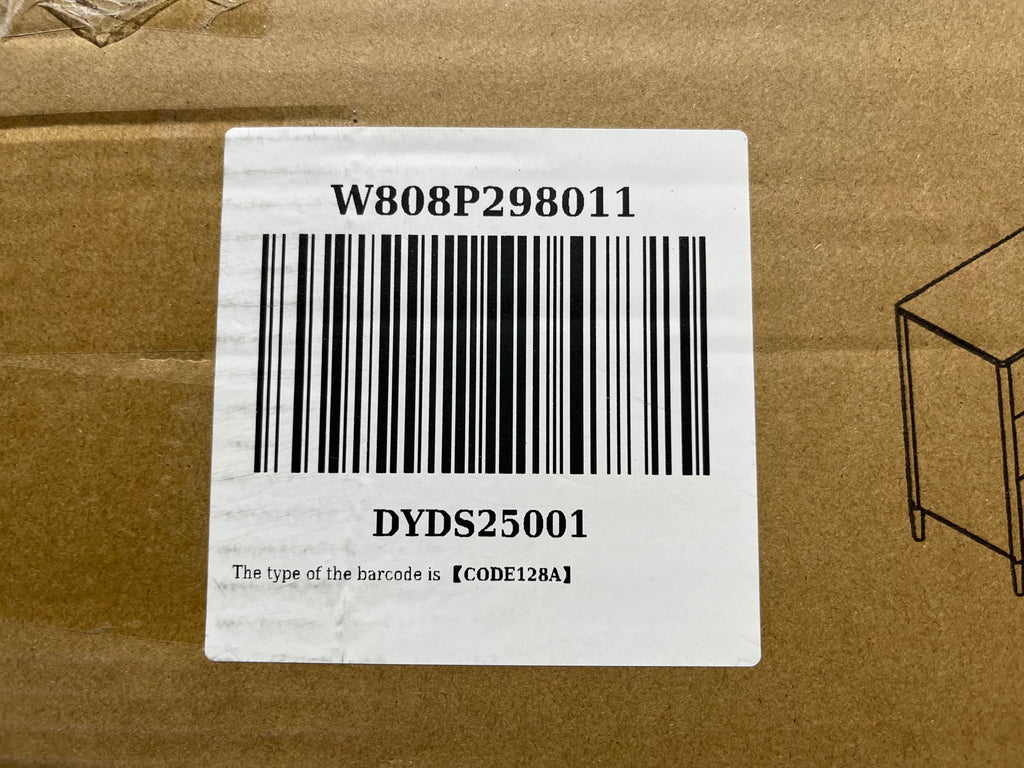 W808P298011
DYDS25001
The type of the barcode is 【CODE128A】